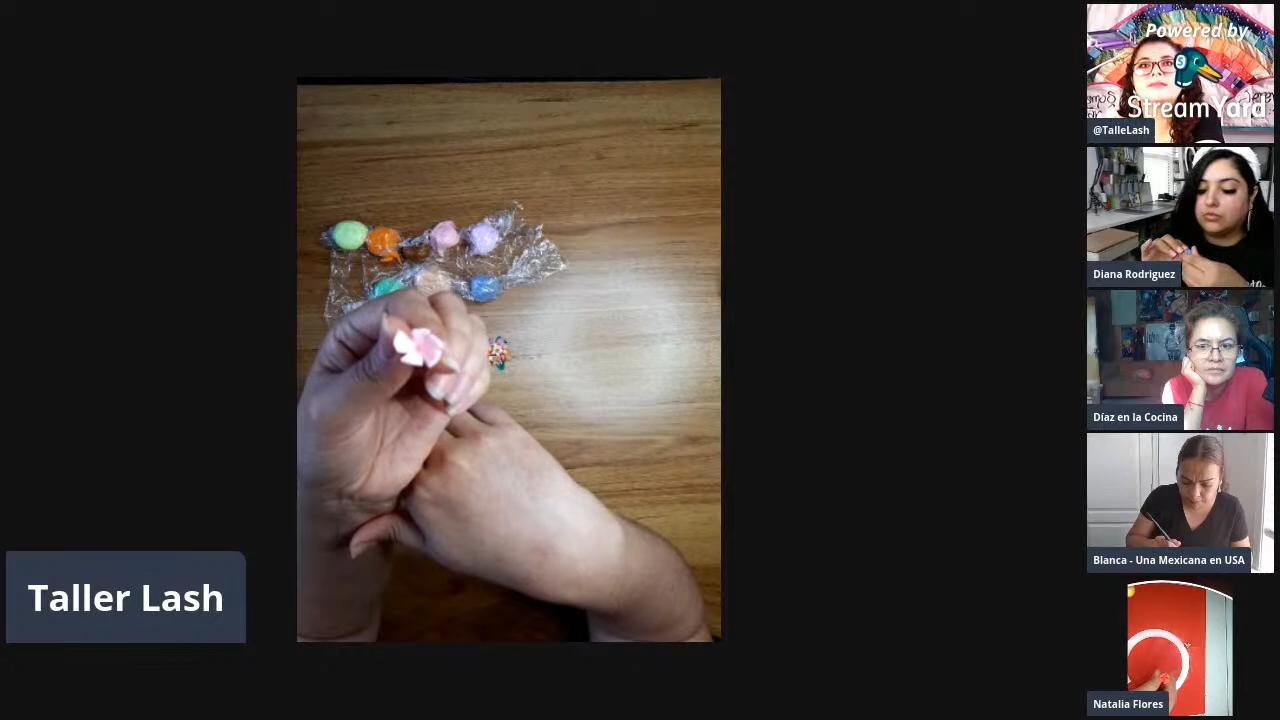 Taller Lash
Powered by
StreamYard
@TalleLash
Diana Rodriguez
Díaz en la Cocina
Blanca - Una Mexicana en USA
Natalia Flores